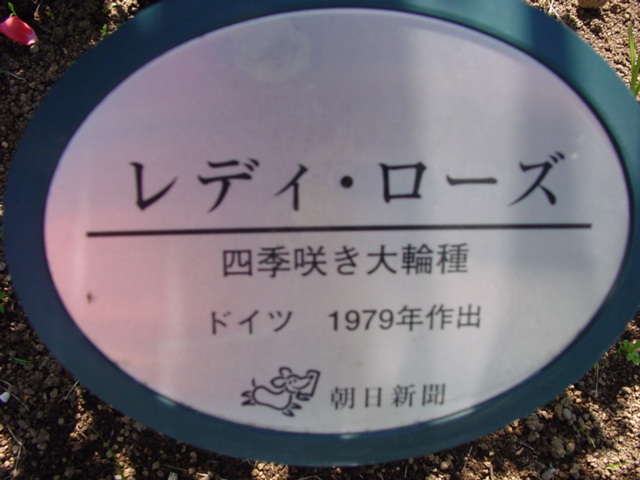 レディ・ローズ
四季咲き大輪種
ドイツ 1979年作出
朝日新聞